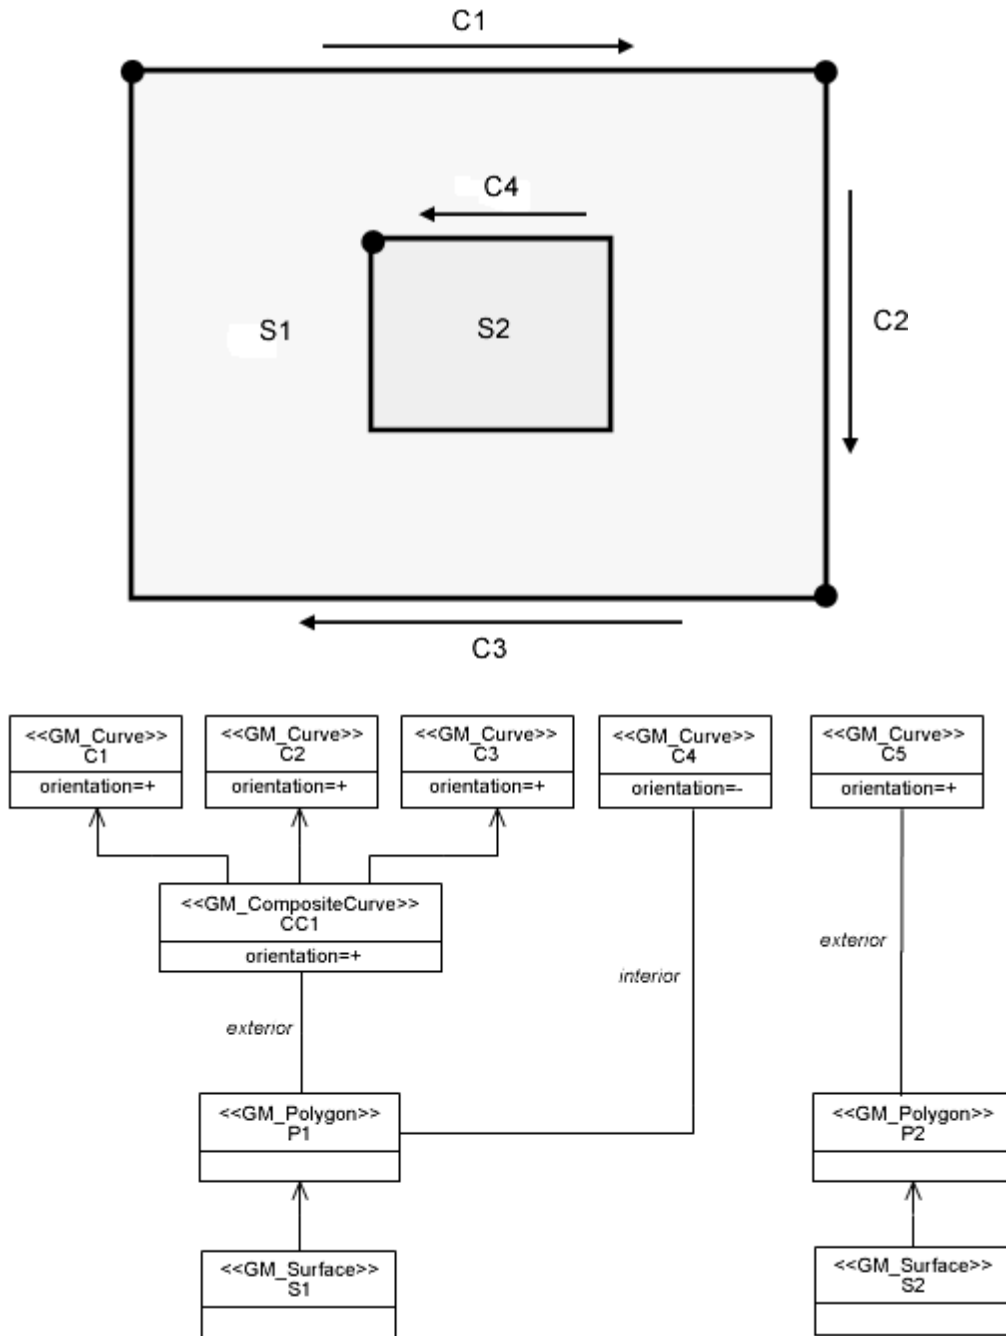 C1
C4
S1
S2
C2
C3
<<GM_Curve>>
C1
orientation=+
<<GM_Curve>>
C2
orientation=+
<<GM_Curve>>
C3
orientation=+
<<GM_Curve>>
C4
orientation=-
<<GM_Curve>>
C5
orientation=+
<<GM_CompositeCurve>>
CC1
orientation=+
exterior
interior
exterior
<<GM_Polygon>>
P1
<<GM_Polygon>>
P2
<<GM_Surface>>
S1
<<GM_Surface>>
S2